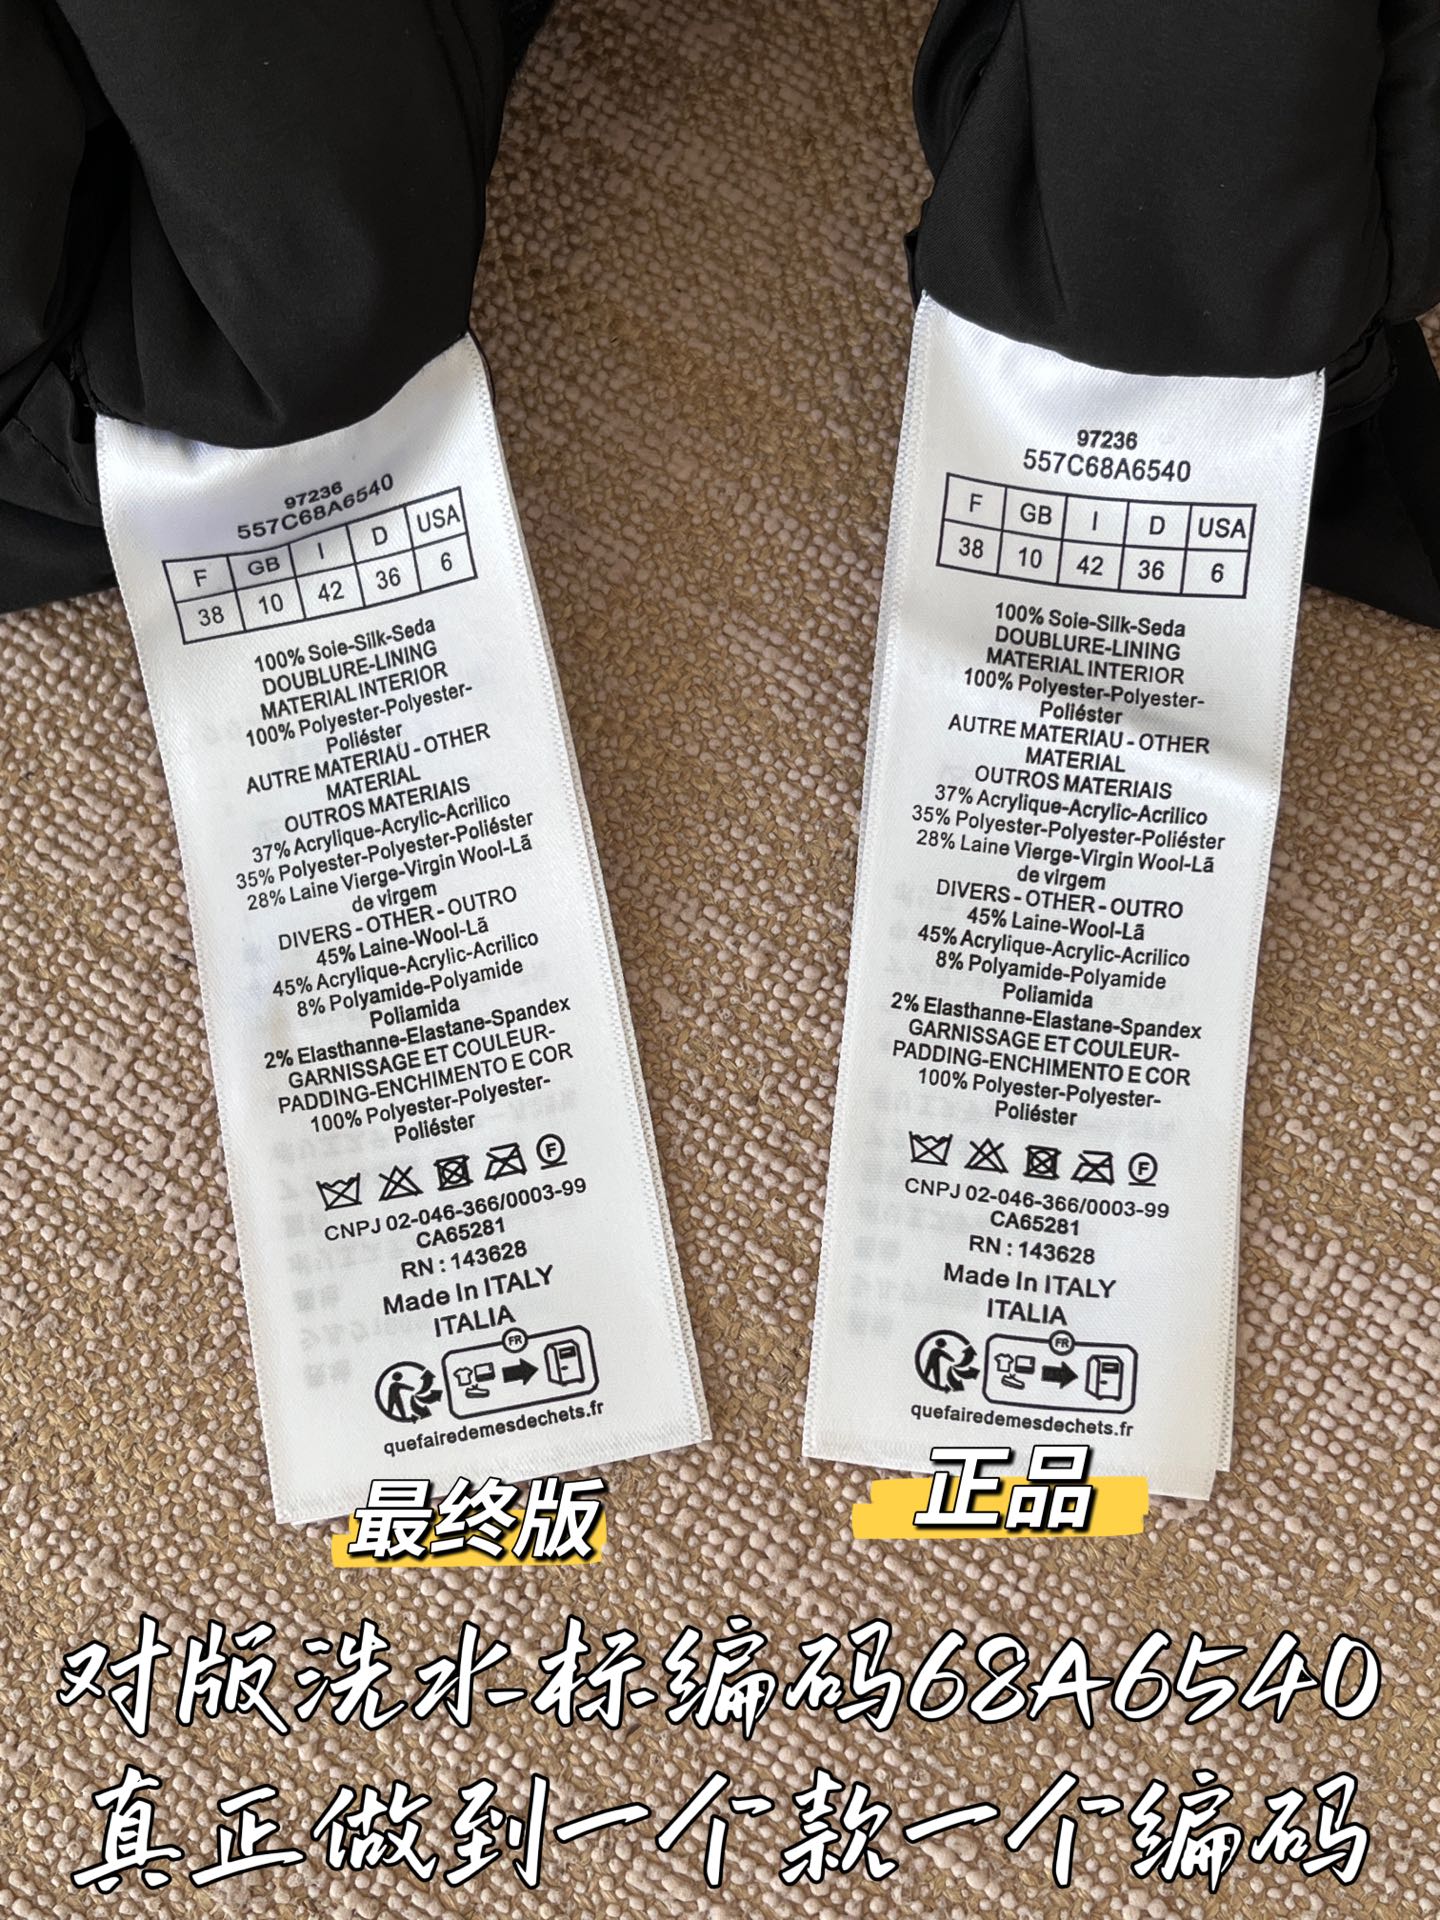 97236
557C68A6540
F GB I D USA
38 10 42 36 6
100% Soie-Silk-Seda
DOUBLURE-LINING
MATERIAL INTERIOR
100% Polyester-Polyester-
Poliéster
AUTRE MATERIAU - OTHER
MATERIAL
OUTROS MATERIAIS
37% Acrylique-Acrylic-Acrilico
35% Polyester-Polyester-Poliéster
28% Laine Vierge-Virgin Wool-Lã
de virgem
DIVERS - OTHER - OUTRO
45% Laine-Wool-Lã
45% Acrylique-Acrylic-Acrilico
8% Polyamide-Polyamide
Poliamida
2% Elasthanne-Elastane-Spandex
GARNISSAGE ET COULEUR-
PADDING-ENCHIMENTO E COR
100% Polyester-Polyester-
Poliéster
F
CNPJ 02-046-366/0003-99
CA65281
RN : 143628
Made In ITALY
ITALIA
FR
quefairedemesdechets.fr
最终版
97236
557C68A6540
F GB I D USA
38 10 42 36 6
100% Soie-Silk-Seda
DOUBLURE-LINING
MATERIAL INTERIOR
100% Polyester-Polyester-
Poliéster
AUTRE MATERIAU - OTHER
MATERIAL
OUTROS MATERIAIS
37% Acrylique-Acrylic-Acrilico
35% Polyester-Polyester-Poliéster
28% Laine Vierge-Virgin Wool-Lã
de virgem
DIVERS - OTHER - OUTRO
45% Laine-Wool-Lã
45% Acrylique-Acrylic-Acrilico
8% Polyamide-Polyamide
Poliamida
2% Elasthanne-Elastane-Spandex
GARNISSAGE ET COULEUR-
PADDING-ENCHIMENTO E COR
100% Polyester-Polyester-
Poliéster
F
CNPJ 02-046-366/0003-99
CA65281
RN : 143628
Made In ITALY
ITALIA
FR
quefairedemesdechets.fr
正品
对版洗水标编码68A6540
真正做到一个款一个编码